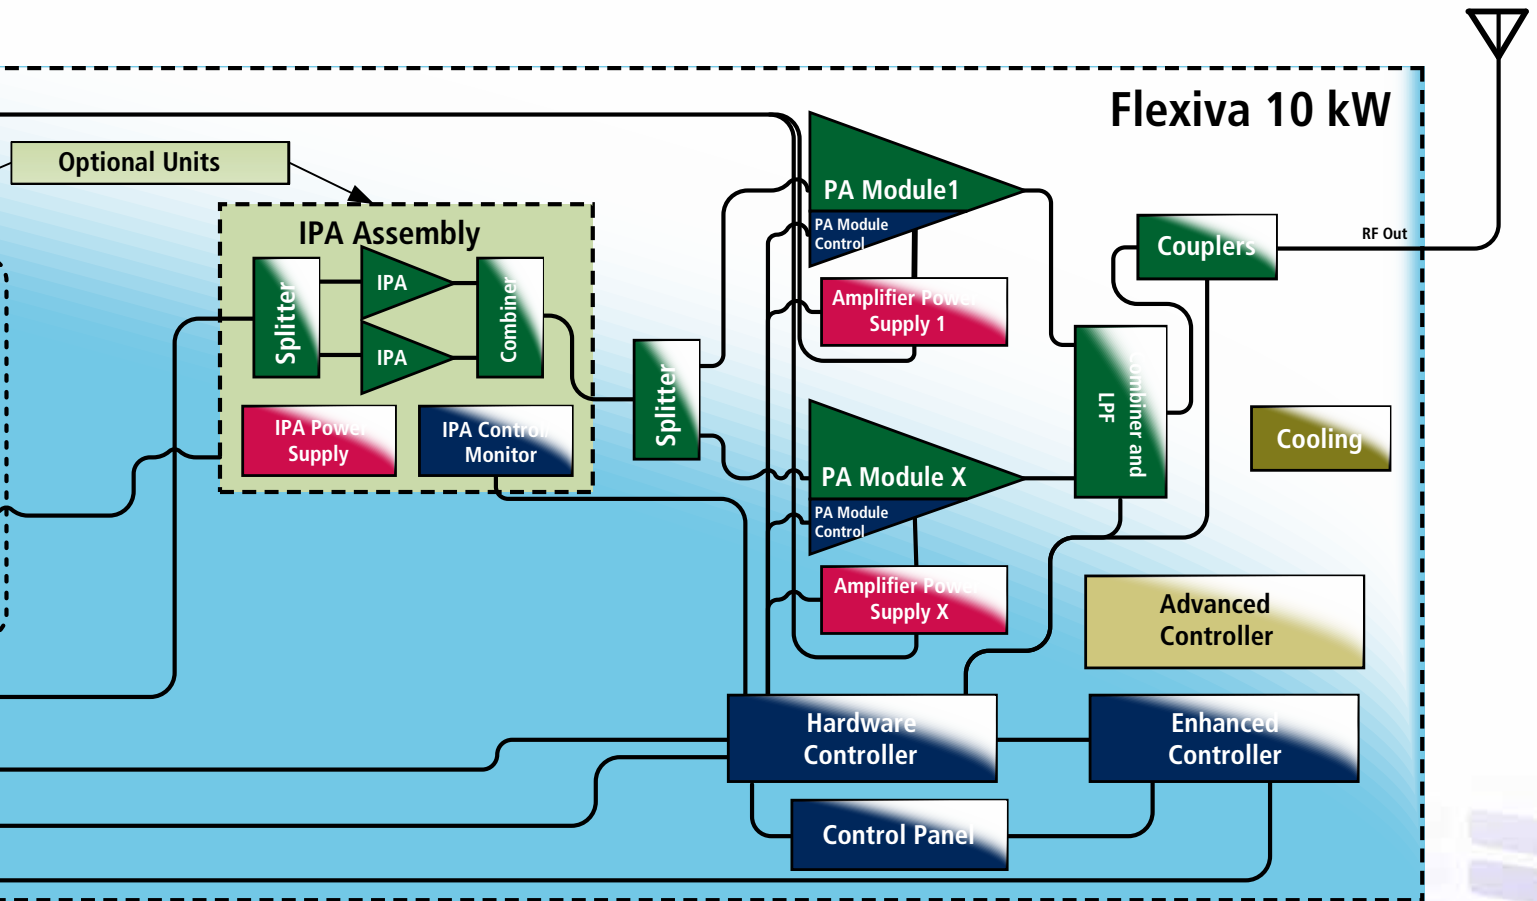 Flexiva 10 kW
Optional Units
IPA Assembly
Splitter
IPA
IPA
Combiner
IPA Power
Supply
IPA Control/
Monitor
Splitter
PA Module1
PA Module
Control
Amplifier Power
Supply 1
PA Module X
PA Module
Control
Amplifier Power
Supply X
Combiner and
LPF
Couplers
RF Out
Cooling
Advanced
Controller
Hardware
Controller
Enhanced
Controller
Control Panel